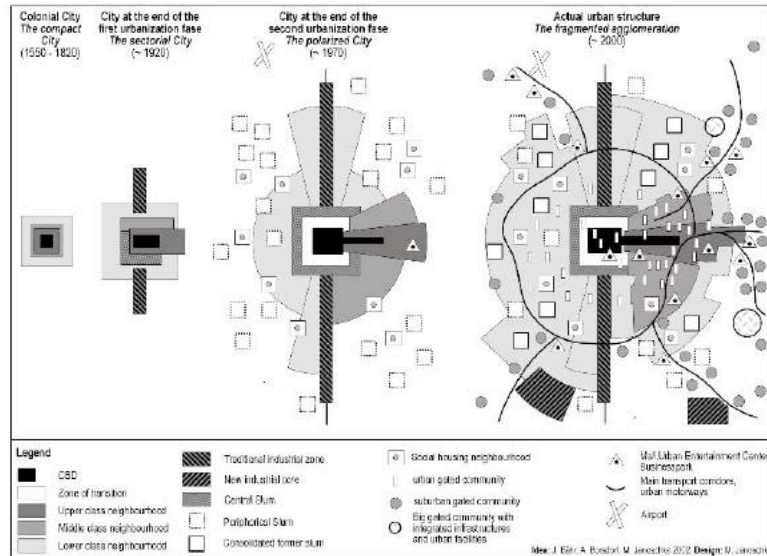 Colonial City
The compact
City
(1550 - 1820)
City at the end of the
first urbanization fase
The sectorial City
(~ 1920)
City at the end of the
second urbanization fase
The polarized City
(~ 1970)
Actual urban structure
The fragmented agglomeration
(~ 2000)
Legend
CBD
Zone of transition
Upper class neighbourhood
Middle class neighbourhood
Lower class neighbourhood
Traditional industrial zone
New industrial zone
Central Slum
Peripherical Slum
Consolidated former slum
Social housing neighbourhood
urban gated community
suburban gated community
Big gated community with
integrated infrastructures
and urban facilities
Mall, Urban Entertainment Center,
Businesspark
Main transport corridors,
urban motorways
Airport
Idea: J. Bähr, A. Borsdorf, M. Janoschka 2002. Design: M. Janoschka